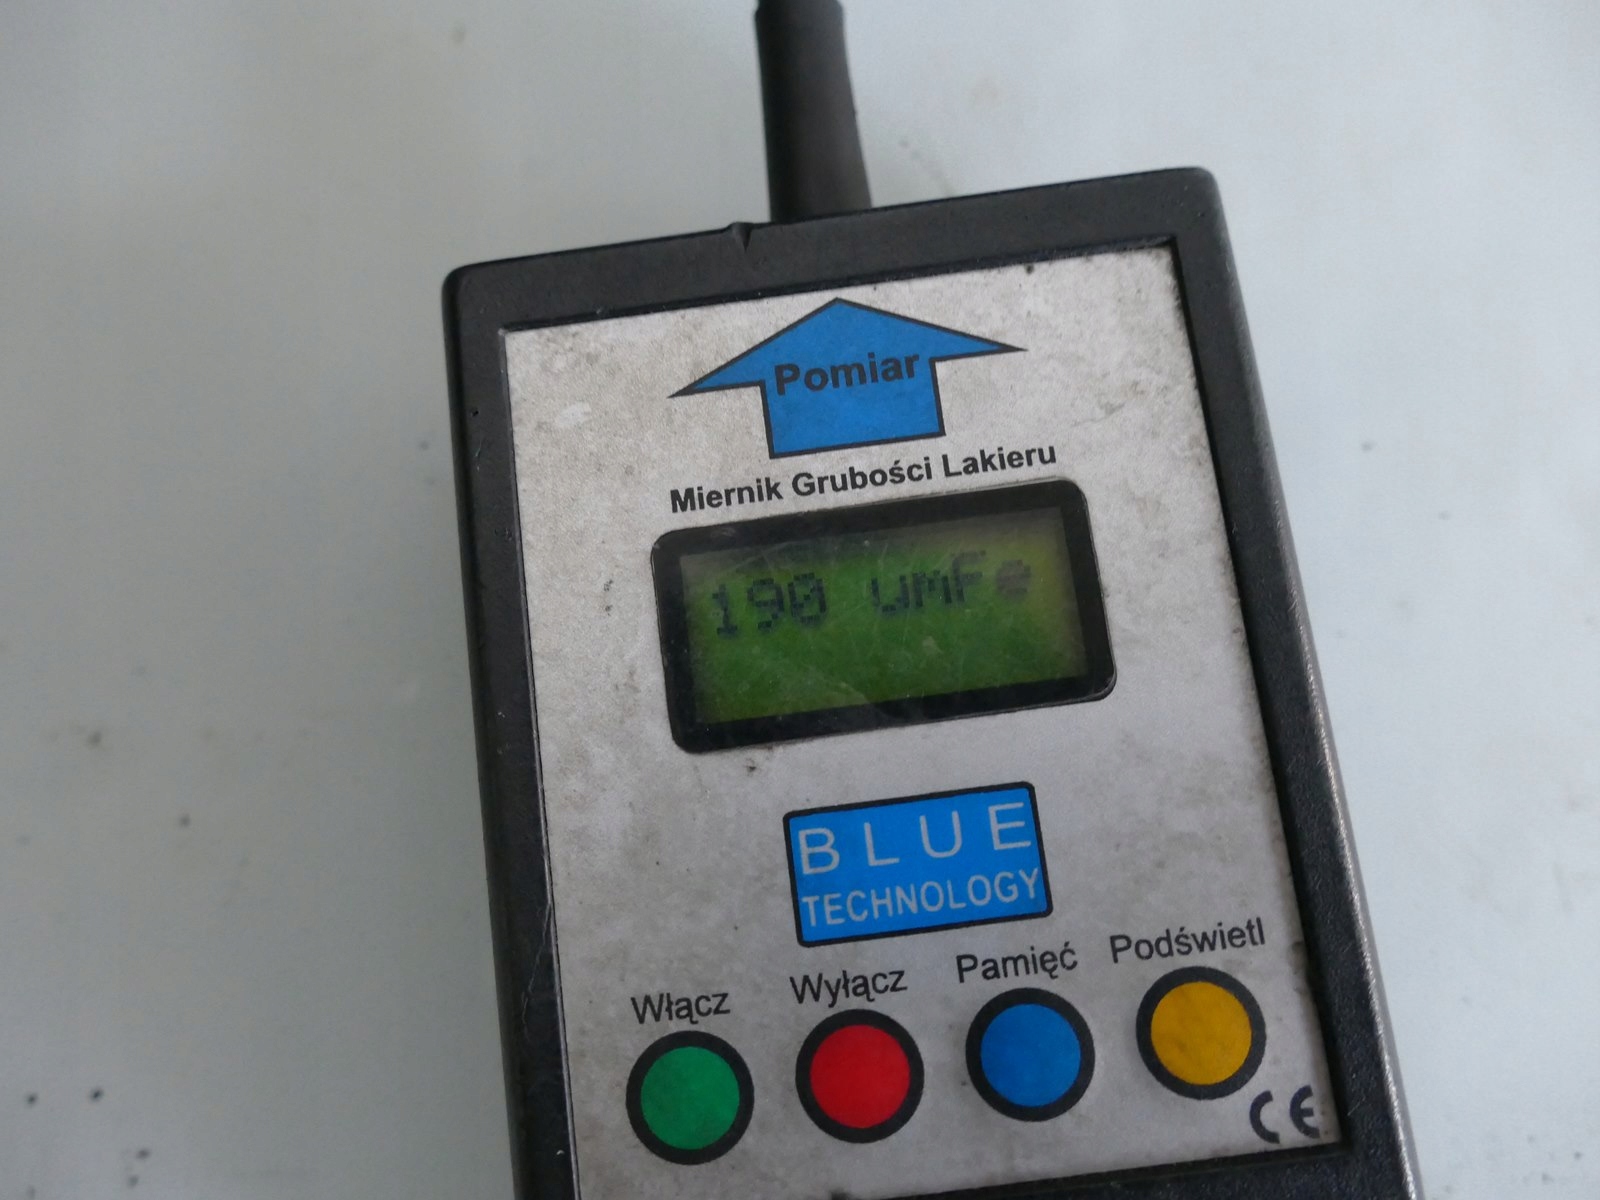 Pomiar
Miernik Grubości Lakieru
190 umFe
BLUE
TECHNOLOGY
Włącz Wyłącz Pamięć Podświetl
CE